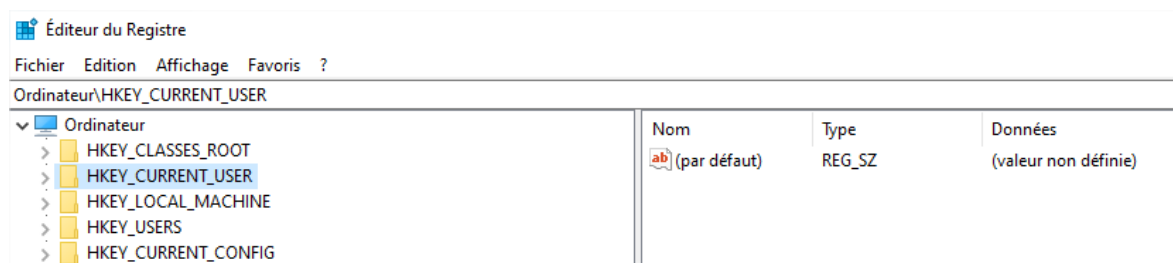 Éditeur du Registre
Fichier Edition Affichage Favoris ?
Ordinateur\HKEY_CURRENT_USER
Ordinateur
HKEY_CLASSES_ROOT
HKEY_CURRENT_USER
HKEY_LOCAL_MACHINE
HKEY_USERS
HKEY_CURRENT_CONFIG
Nom Type Données
ab (par défaut) REG_SZ (valeur non définie)